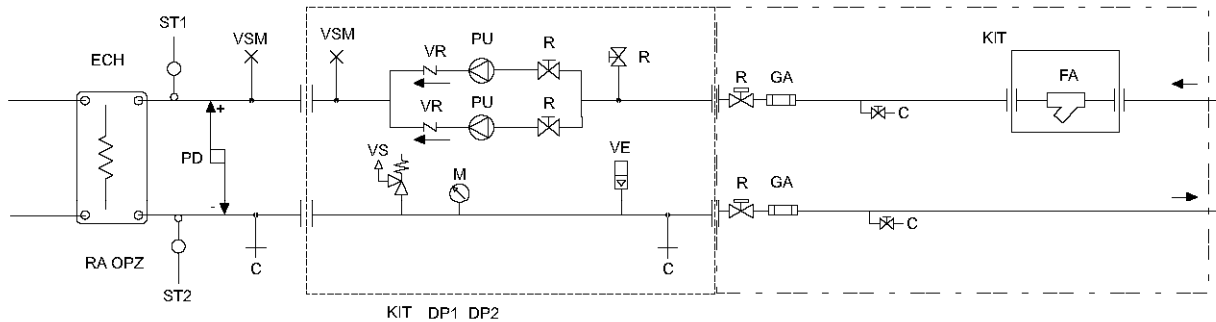 ST1
ECH
VSM
VSM
VR
PU
R
R
VR
PU
R
R
GA
C
KIT
FA
+
PD
-
VS
M
VE
R
GA
C
C
C
RA OPZ
ST2
KIT DP1 DP2